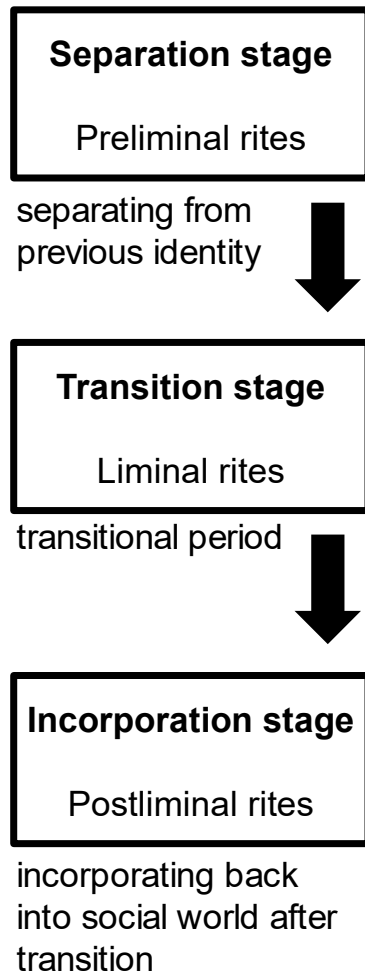 Separation stage
Preliminal rites
separating from
previous identity
Transition stage
Liminal rites
transitional period
Incorporation stage
Postliminal rites
incorporating back
into social world after
transition